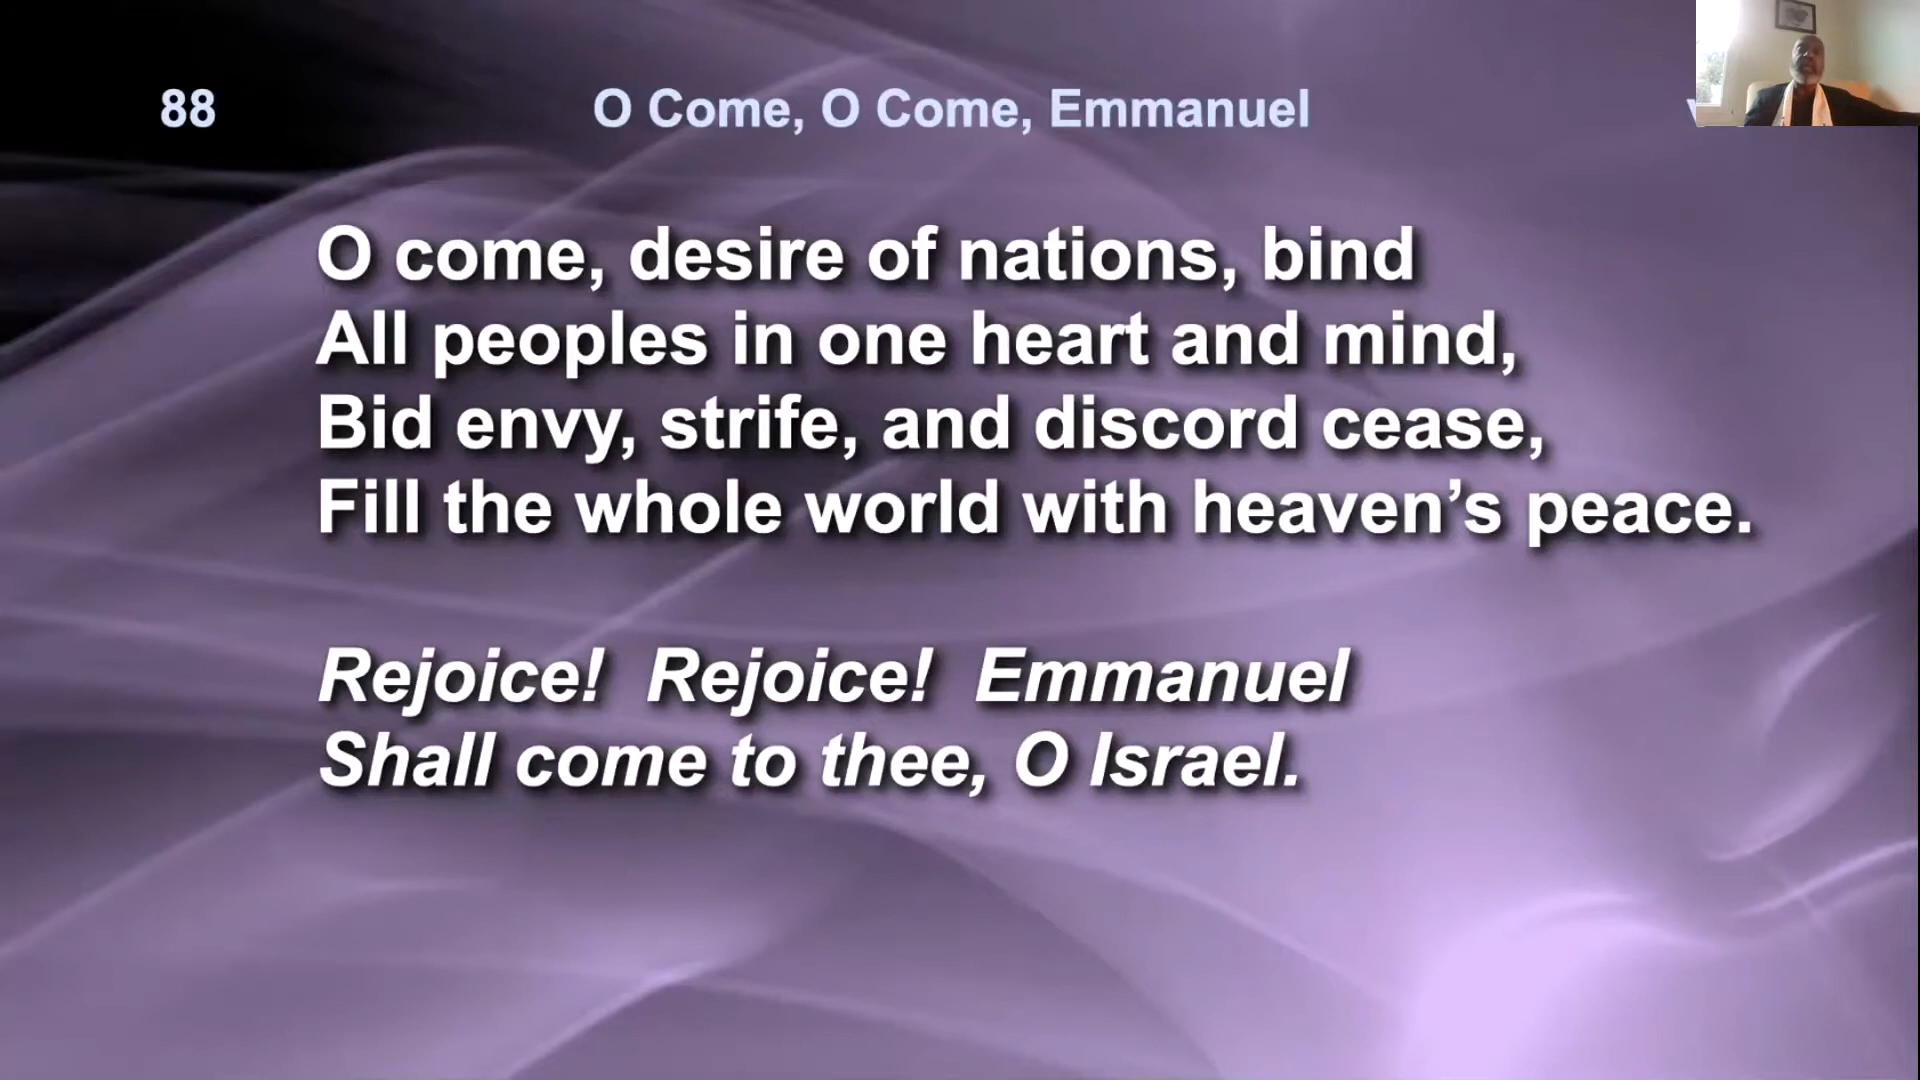 88 O Come, O Come, Emmanuel
O come, desire of nations, bind
All peoples in one heart and mind,
Bid envy, strife, and discord cease,
Fill the whole world with heaven’s peace.
Rejoice! Rejoice! Emmanuel
Shall come to thee, O Israel.